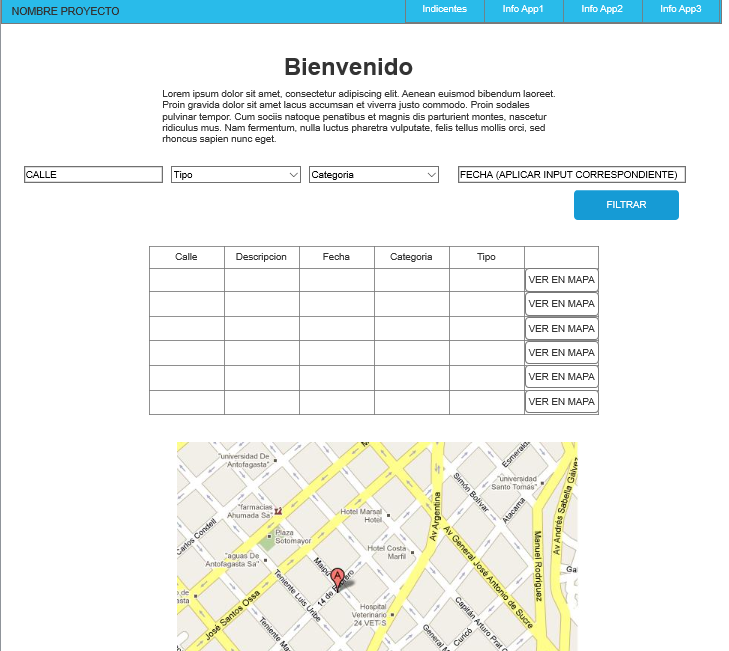 NOMBRE PROYECTO
Indicentes Info App1 Info App2 Info App3
Bienvenido
Lorem ipsum dolor sit amet, consectetur adipiscing elit. Aenean euismod bibendum laoreet.
Proin gravida dolor sit amet lacus accumsan et viverra justo commodo. Proin sodales
pulvinar tempor. Cum sociis natoque penatibus et magnis dis parturient montes, nascetur
ridiculus mus. Nam fermentum, nulla luctus pharetra vulputate, felis tellus mollis orci, sed
rhoncus sapien nunc eget.
CALLE Tipo Categoria FECHA (APLICAR INPUT CORRESPONDIENTE)
FILTRAR
Calle Descripcion Fecha Categoria Tipo
VER EN MAPA
VER EN MAPA
VER EN MAPA
VER EN MAPA
VER EN MAPA
VER EN MAPA
"universidad De
Antofagasta"
Esmeralda
Simón Bolívar
"universidad
Santo Tomás"
Av Andrés Sabella Gálvez
"farmacias
Ahumada Sa"
Hotel Marsal
Hotel
Av Argentina
Atacama
Carlos Condell
Plaza
Sotomayor
Av General José Antonio de Sucre
Manuel Rodríguez
"aguas De
Antofagasta Sa"
Hotel Costa
Marfil
Maipú
A
14 de Febrero
Teniente Luis Uribe
José Santos Ossa
Hospital
Veterinario
24 VET-S
Capitán Arturo Prat
Curicó
General
Teniente